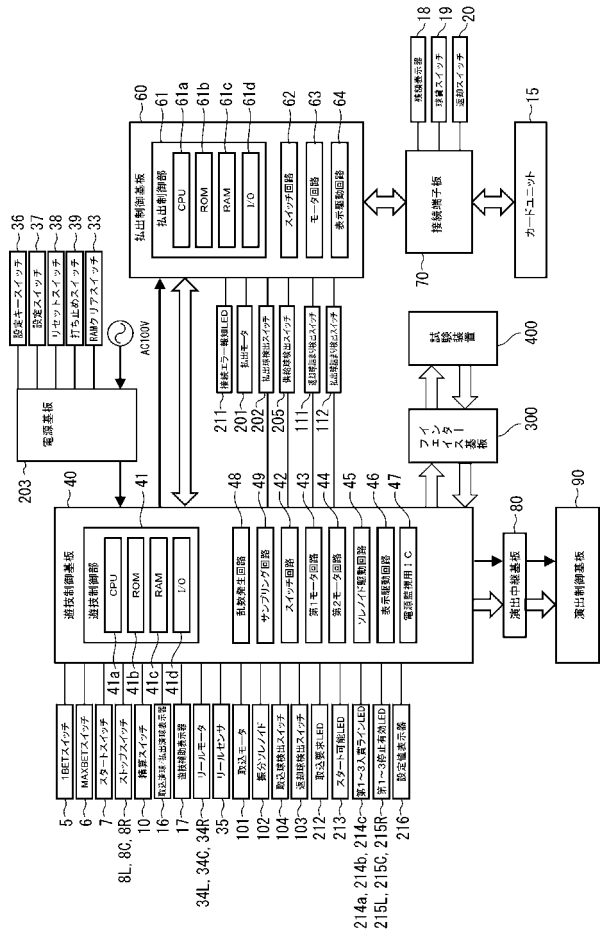 36
設定キースイッチ
37
設定スイッチ
38
リセットスイッチ
39
打ち止めスイッチ
33
RAMクリアスイッチ
AC100V
電源基板
203
40
遊技制御基板
41
遊技制御部
CPU
ROM
RAM
I/O
41a
41b
41c
41d
乱数発生回路
48
サンプリング回路
49
スイッチ回路
42
第1モータ回路
43
第2モータ回路
44
ソレノイド駆動回路
45
表示駆動回路
46
電源監視用IC
47
5
1BETスイッチ
6
MAXBETスイッチ
7
スタートスイッチ
8L, 8C, 8R
ストップスイッチ
10
精算スイッチ
16
取込済球/払出済球表示器
17
遊技補助表示器
34L, 34C, 34R
リールモータ
35
リールセンサ
101
取込モータ
102
振分ソレノイド
104
取込球検出スイッチ
103
返却球検出スイッチ
212
取込要求LED
213
スタート可能LED
214a, 214b, 214c
第1~3入賞ラインLED
215L, 215C, 215R
第1~3停止有効LED
216
設定値表示器
60
払出制御基板
61
払出制御部
CPU
61a
ROM
61b
RAM
61c
I/O
61d
スイッチ回路
62
モータ回路
63
表示駆動回路
64
211
接続エラー報知LED
201
払出モータ
202
払出球検出スイッチ
205
供給球検出スイッチ
111
返却球詰まり検出スイッチ
112
払出球詰まり検出スイッチ
70
接続端子板
残額表示器
18
球貸スイッチ
19
返却スイッチ
20
カードユニット
15
インターフェイス基板
300
試験装置
400
演出中継基板
80
演出制御基板
90